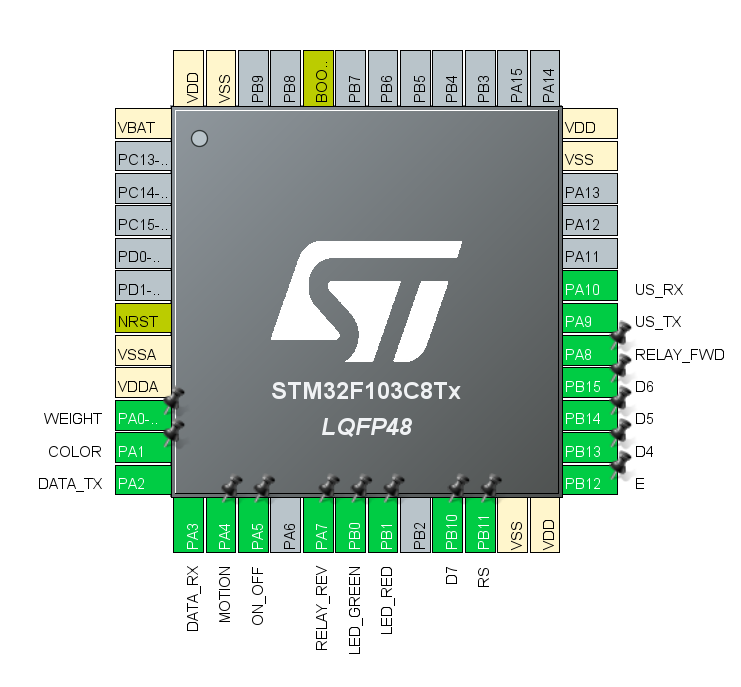 VDD
VSS
PB9
PB8
BOO..
PB7
PB6
PB5
PB4
PB3
PA15
PA14
VBAT
PC13-..
PC14-..
PC15-..
PD0-..
PD1-..
NRST
VSSA
VDDA
WEIGHT PA0-..
COLOR PA1
DATA_TX PA2
VDD
VSS
PA13
PA12
PA11
PA10 US_RX
PA9 US_TX
PA8 RELAY_FWD
PB15 D6
PB14 D5
PB13 D4
PB12 E
ST
STM32F103C8Tx
LQFP48
PA3
PA4
PA5
PA6
PA7
PB0
PB1
PB2
PB10
PB11
VSS
VDD
DATA_RX
MOTION
ON_OFF
RELAY_REV
LED_GREEN
LED_RED
D7
RS